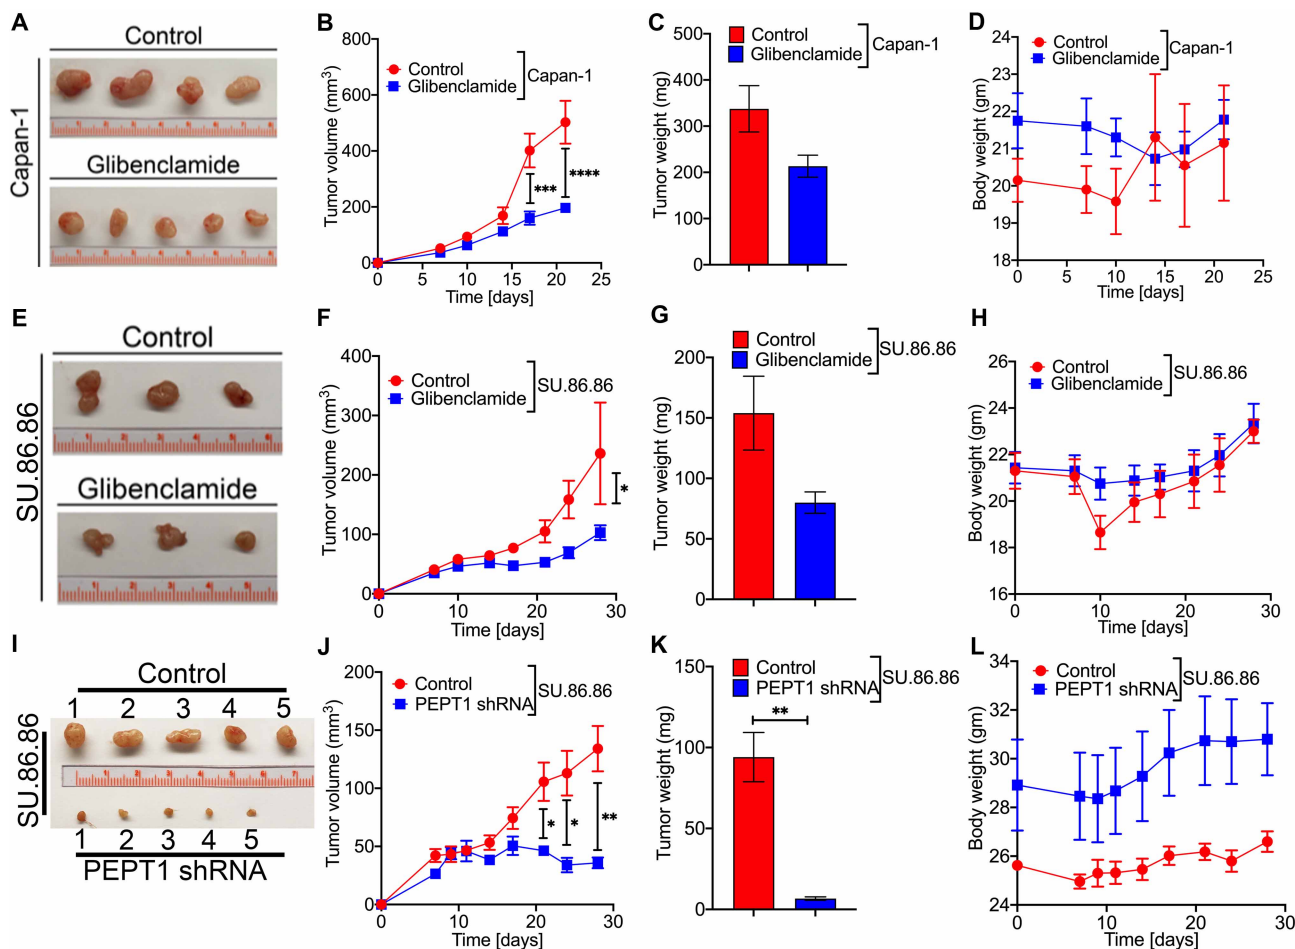 A
Control
Capan-1
Glibenclamide
B
800
600
400
200
0
Tumor volume (mm3)
Control
Glibenclamide
Capan-1
***
****
0 5 10 15 20 25
Time [days]
C
500
400
300
200
100
0
Tumor weight (mg)
Control
Glibenclamide
Capan-1
D
24
23
22
21
20
19
18
Body weight (gm)
Control
Glibenclamide
Capan-1
0 5 10 15 20 25
Time [days]
E
Control
SU.86.86
Glibenclamide
F
400
300
200
100
0
Tumor volume (mm3)
Control
Glibenclamide
SU.86.86
*
0 10 20 30
Time [days]
G
200
150
100
50
0
Tumor weight (mg)
Control
Glibenclamide
SU.86.86
H
26
24
22
20
18
16
Body weight (gm)
Control
Glibenclamide
SU.86.86
0 10 20 30
Time [days]
I
Control
1 2 3 4 5
SU.86.86
1 2 3 4 5
PEPT1 shRNA
J
200
150
100
50
0
Tumor volume (mm3)
Control
PEPT1 shRNA
SU.86.86
*
*
**
0 10 20 30
Time [days]
K
150
100
50
0
Tumor weight (mg)
Control
PEPT1 shRNA
SU.86.86
**
L
34
32
30
28
26
24
Body weight (gm)
Control
PEPT1 shRNA
SU.86.86
0 10 20 30
Time [days]